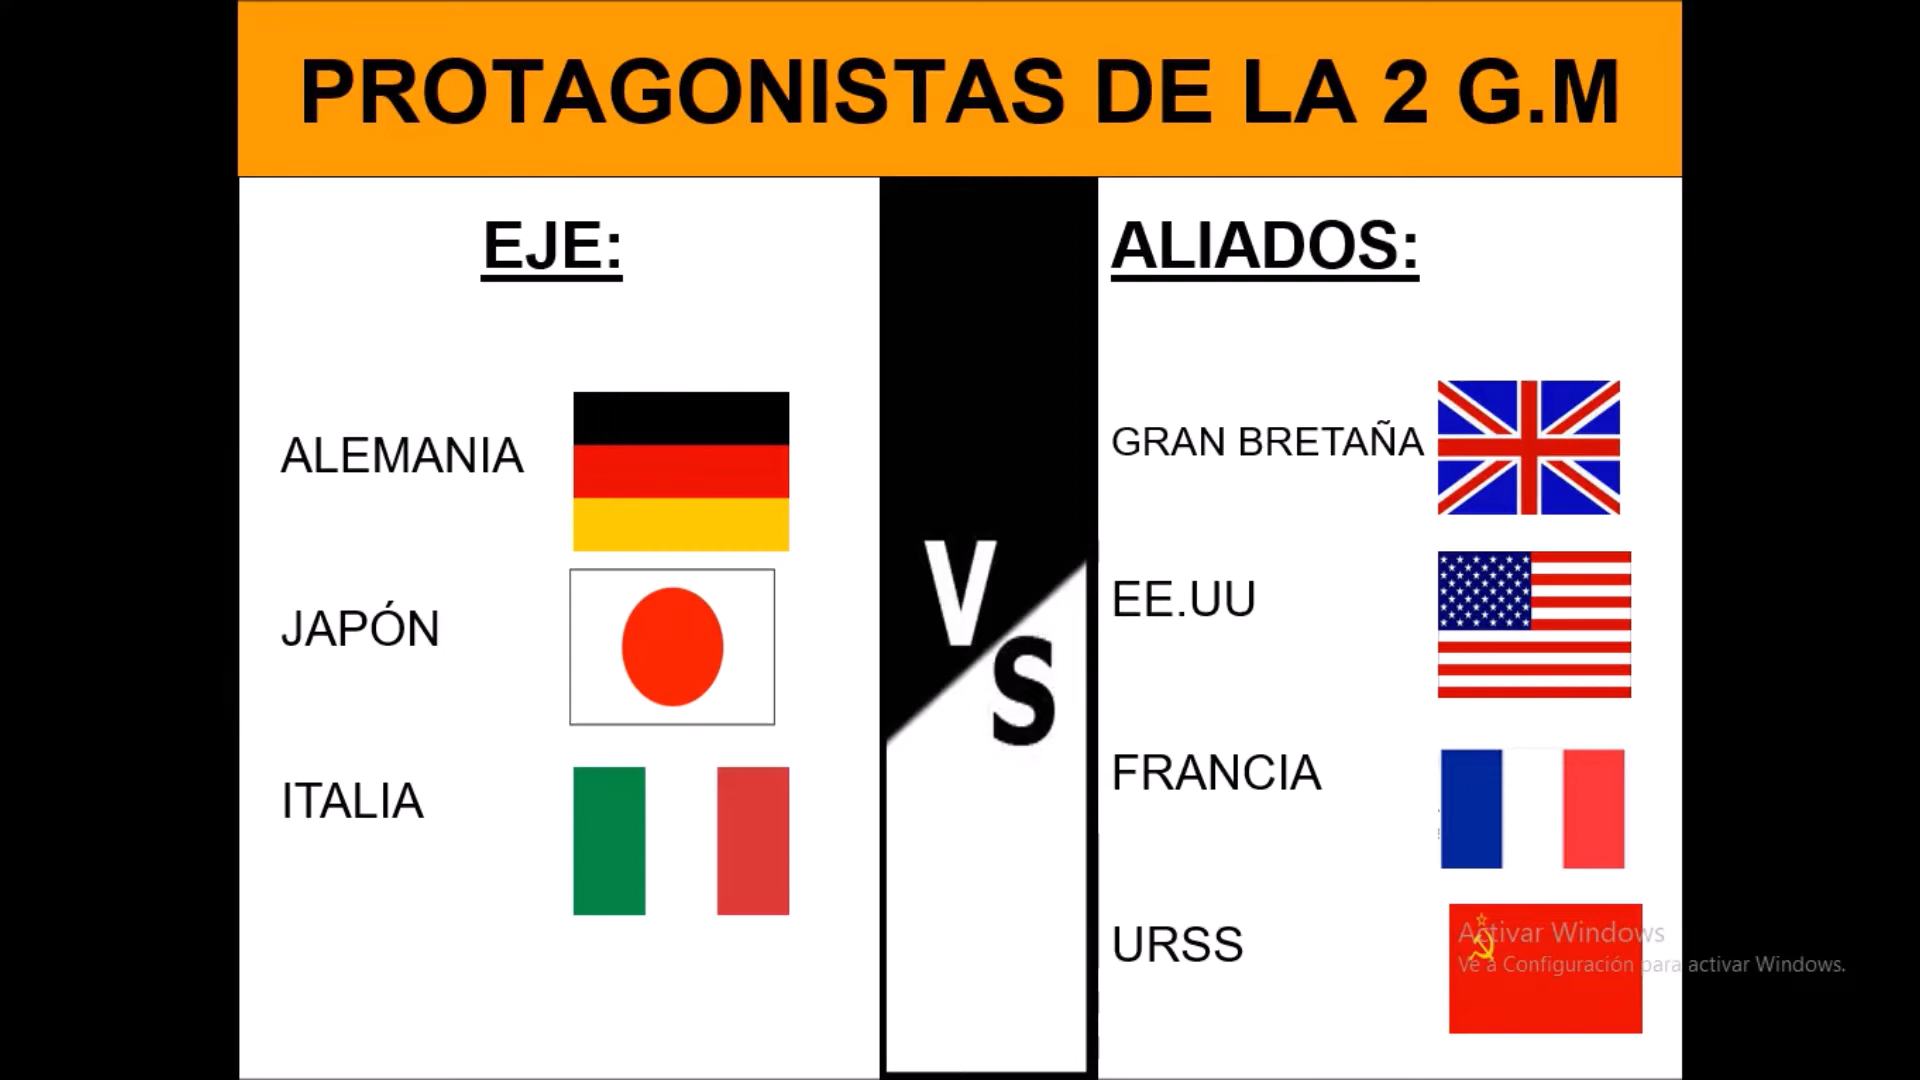 PROTAGONISTAS DE LA 2 G.M
EJE:
ALEMANIA
JAPÓN
ITALIA
VS
ALIADOS:
GRAN BRETAÑA
EE.UU
FRANCIA
URSS
Activar Windows
Ve a Configuración para activar Windows.